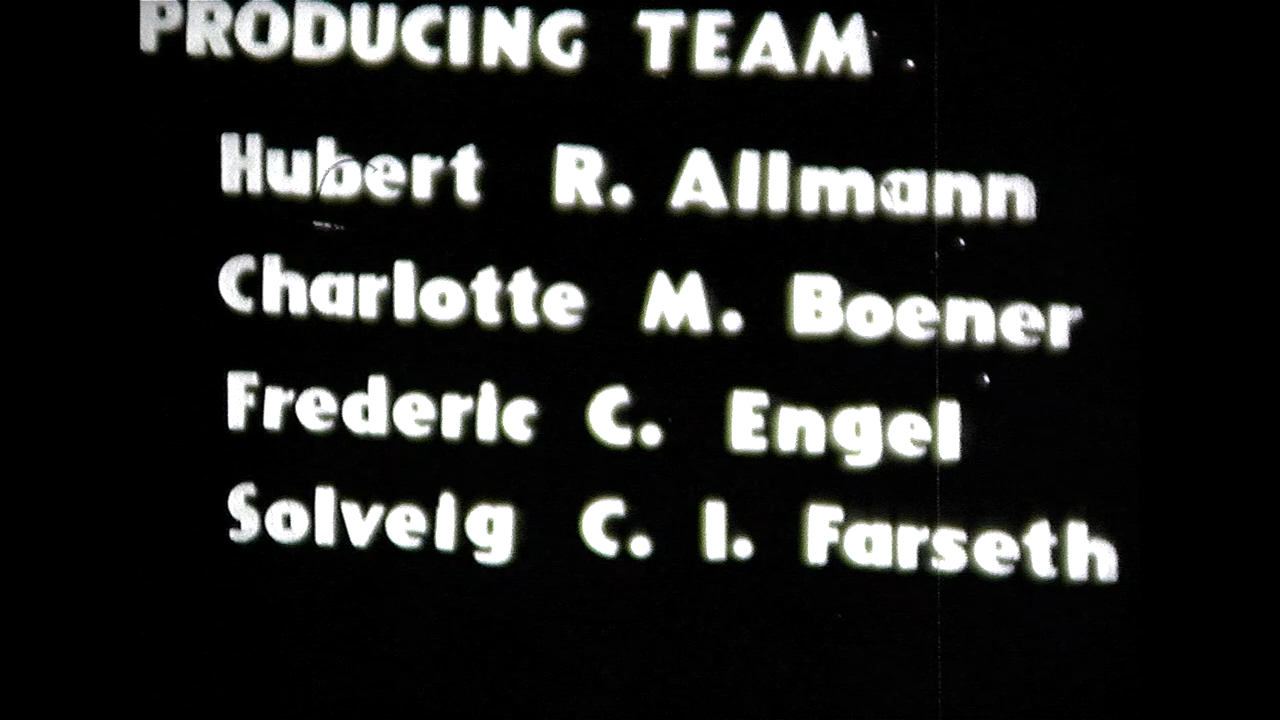 PRODUCING TEAM
Hubert R. Allmann
Charlotte M. Boener
Frederic C. Engel
Solveig C. I. Farseth